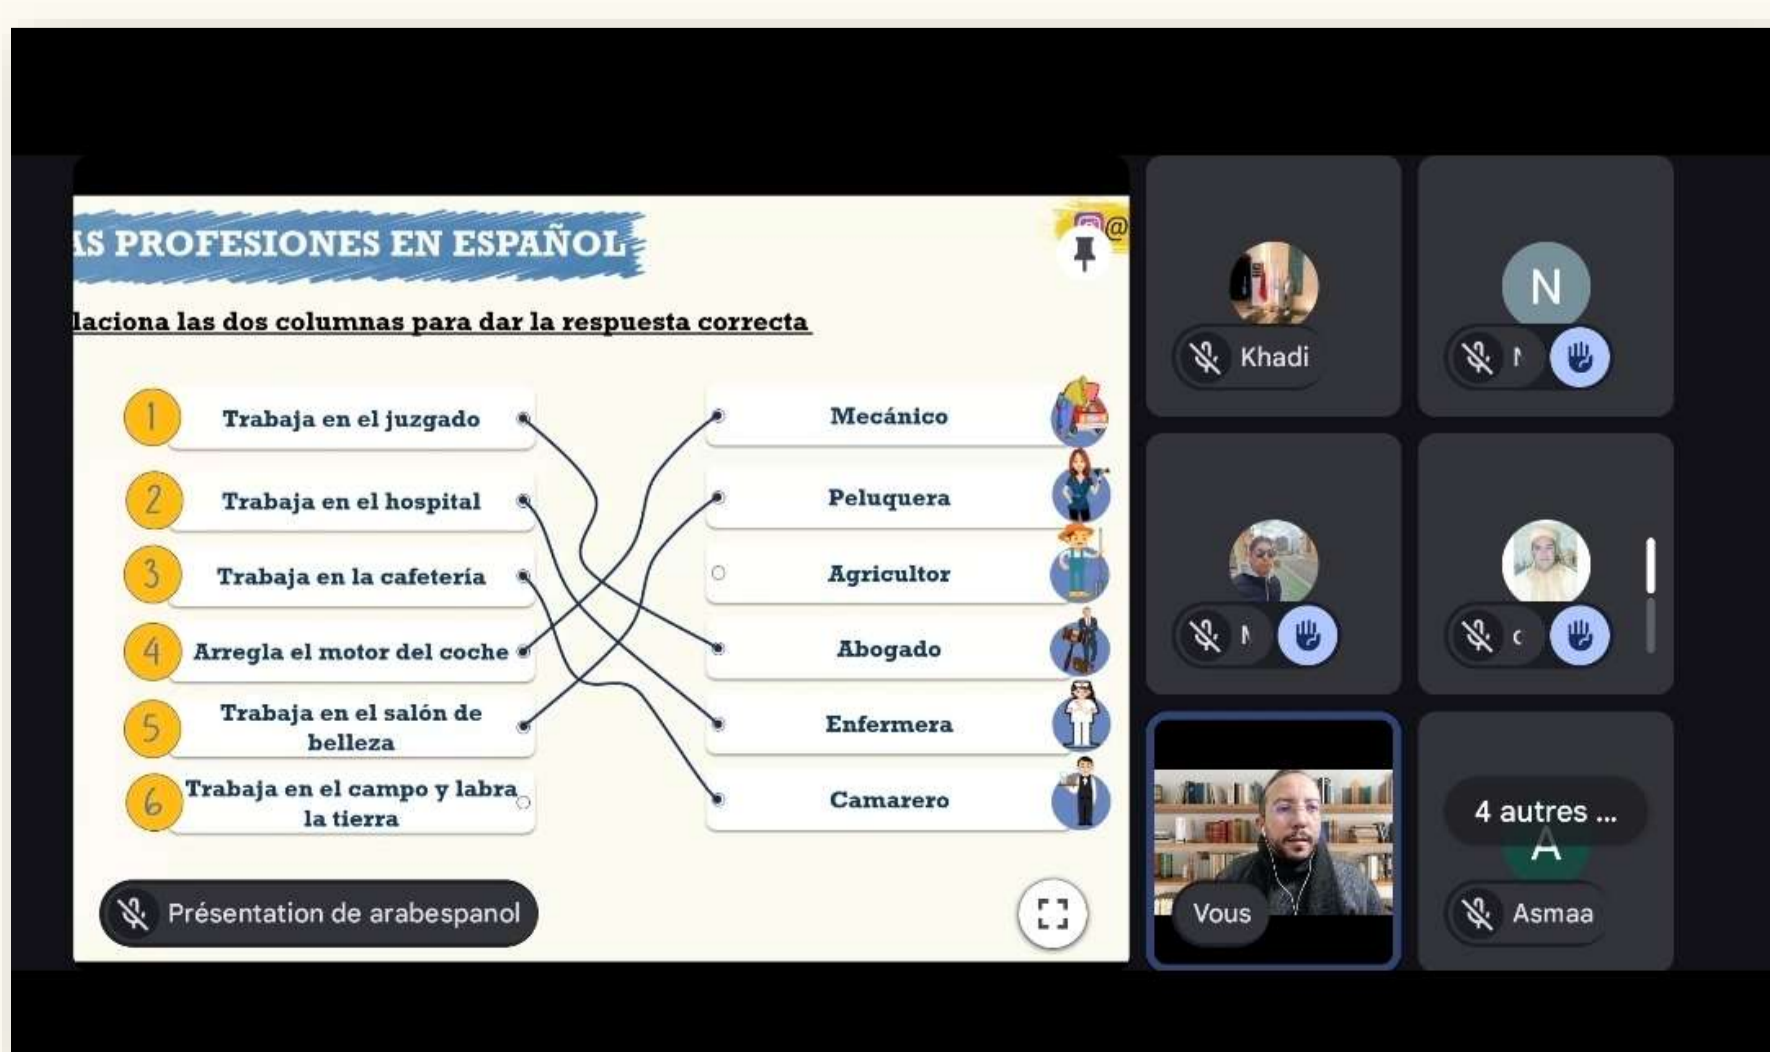 AS PROFESIONES EN ESPAÑOL
@
laciona las dos columnas para dar la respuesta correcta
1 Trabaja en el juzgado
Mecánico
2 Trabaja en el hospital
Peluquera
3 Trabaja en la cafetería
Agricultor
4 Arregla el motor del coche
Abogado
5 Trabaja en el salón de
belleza
Enfermera
6 Trabaja en el campo y labra
la tierra
Camarero
Présentation de arabespanol
Khadi
N
Vous
4 autres ...
A
Asmaa